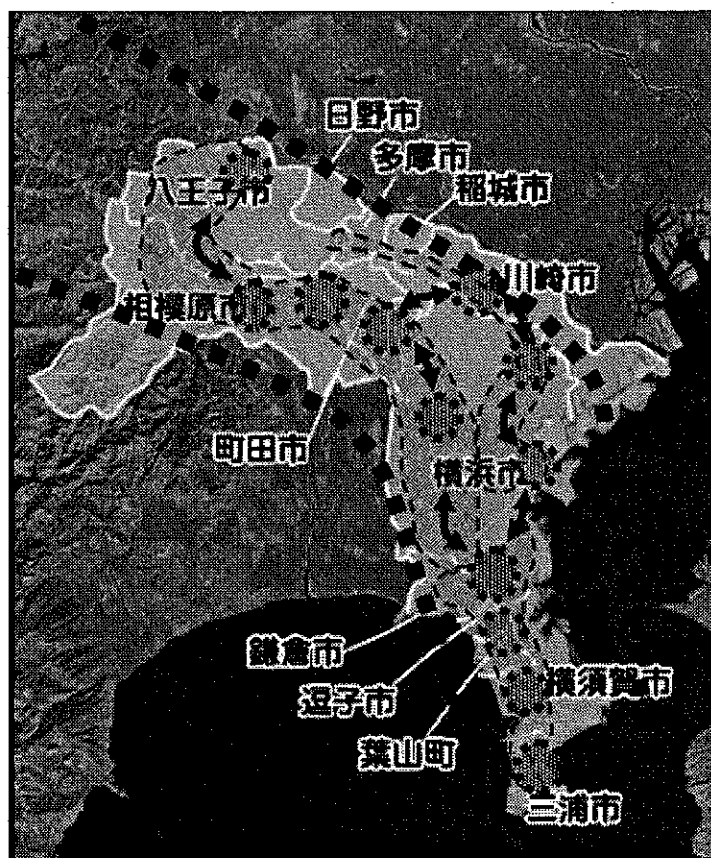 日野市
多摩市
稲城市
八王子市
川崎市
相模原市
町田市
横浜市
鎌倉市
逗子市
横須賀市
葉山町
三浦市